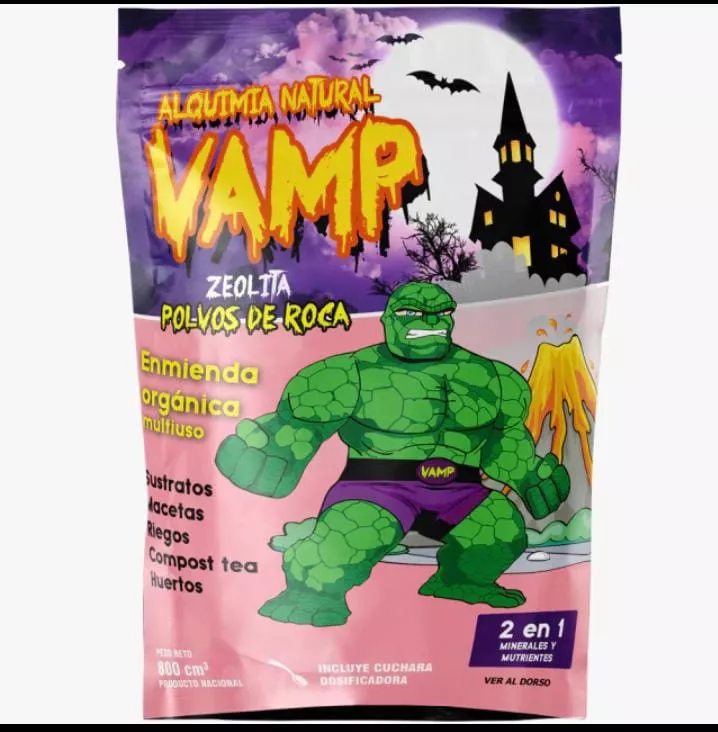 ALQUIMIA NATURAL
VAMP
ZEOLITA
POLVOS DE ROCA
Enmienda
orgánica
multiuso
Sustratos
Macetas
Riegos
Compost tea
Huertos
VAMP
PESO NETO
800 cm³
PRODUCTO NACIONAL
INCLUYE CUCHARA
DOSIFICADORA
2 en 1
MINERALES Y
MUTRIENTES
VER AL DORSO